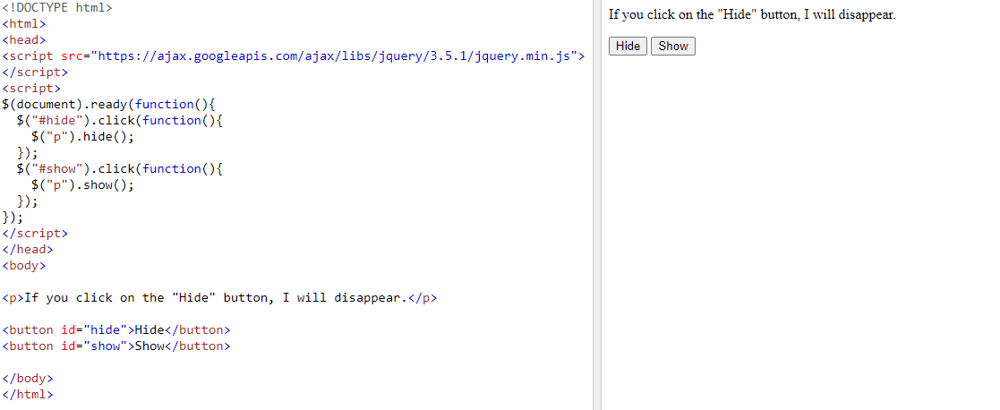 <!DOCTYPE html>
<html>
<head>
<script src="https://ajax.googleapis.com/ajax/libs/jquery/3.5.1/jquery.min.js">
</script>
<script>
$(document).ready(function(){
  $("#hide").click(function(){
    $("p").hide();
  });
  $("#show").click(function(){
    $("p").show();
  });
});
</script>
</head>
<body>
<p>If you click on the "Hide" button, I will disappear.</p>
<button id="hide">Hide</button>
<button id="show">Show</button>
</body>
</html>
If you click on the "Hide" button, I will disappear.
Hide Show